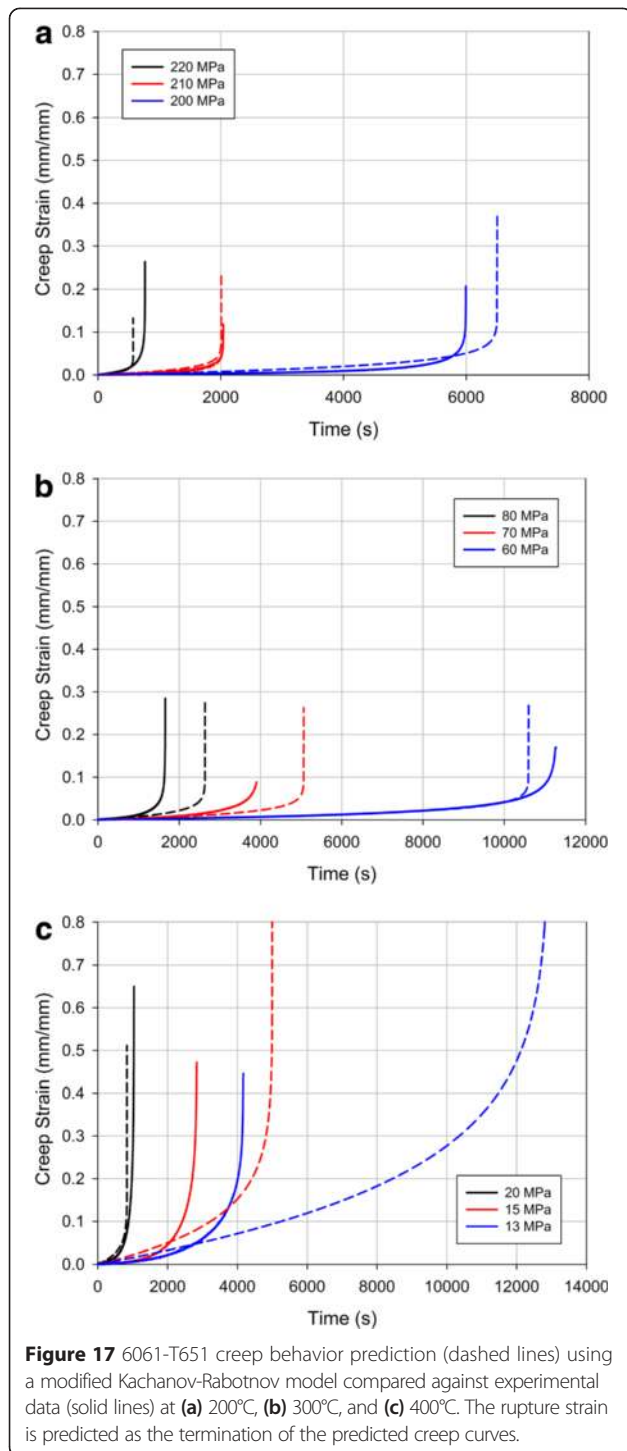 a
0.8
0.7
0.6
0.5
0.4
0.3
0.2
0.1
0.0
Creep Strain (mm/mm)
220 MPa
210 MPa
200 MPa
0 2000 4000 6000 8000
Time (s)
b
0.8
0.7
0.6
0.5
0.4
0.3
0.2
0.1
0.0
Creep Strain (mm/mm)
80 MPa
70 MPa
60 MPa
0 2000 4000 6000 8000 10000 12000
Time (s)
c
0.8
0.7
0.6
0.5
0.4
0.3
0.2
0.1
0.0
Creep Strain (mm/mm)
20 MPa
15 MPa
13 MPa
0 2000 4000 6000 8000 10000 12000 14000
Time (s)
Figure 17 6061-T651 creep behavior prediction (dashed lines) using
a modified Kachanov-Rabotnov model compared against experimental
data (solid lines) at (a) 200°C, (b) 300°C, and (c) 400°C. The rupture strain
is predicted as the termination of the predicted creep curves.